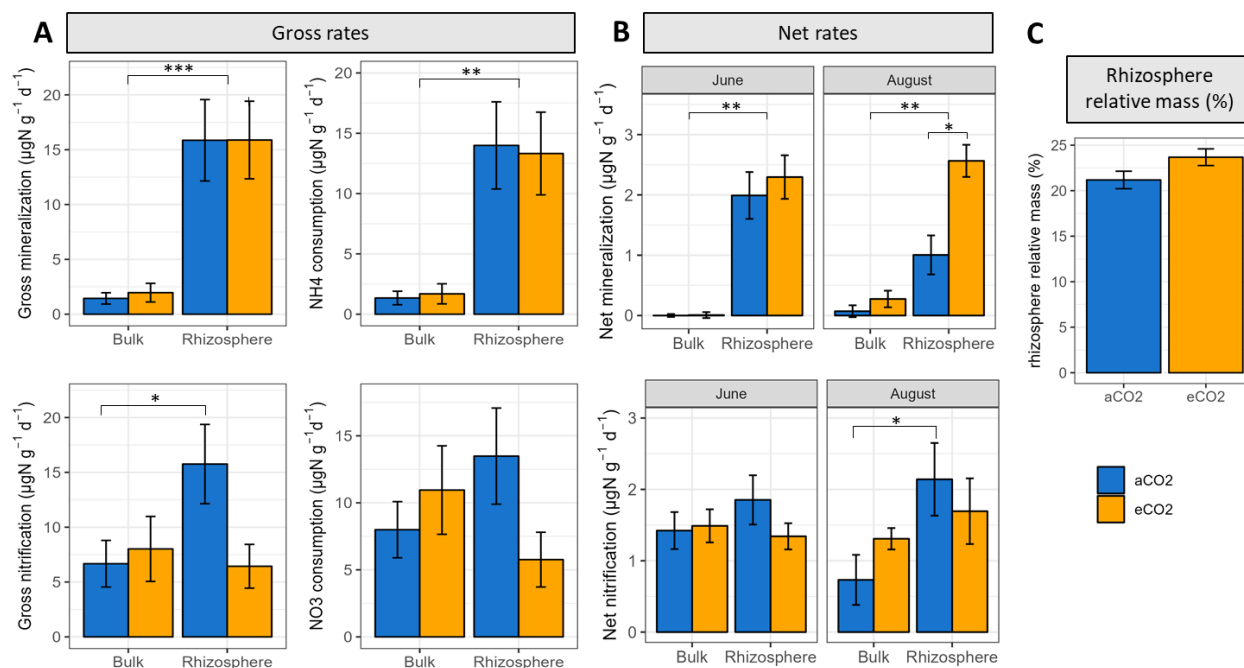 A
Gross rates
Gross mineralization (µgN g⁻¹ d⁻¹)
20
15
10
5
0
***
Bulk
Rhizosphere
NH4 consumption (µgN g⁻¹ d⁻¹)
20
15
10
5
0
**
Bulk
Rhizosphere
Gross nitrification (µgN g⁻¹ d⁻¹)
20
15
10
5
0
*
Bulk
Rhizosphere
NO3 consumption (µgN g⁻¹d⁻¹)
15
10
5
0
Bulk
Rhizosphere
B
Net rates
June
August
Net mineralization (µgN g⁻¹ d⁻¹)
3
2
1
0
**
**
*
Bulk
Rhizosphere
Bulk
Rhizosphere
June
August
Net nitrification (µgN g⁻¹ d⁻¹)
3
2
1
0
*
Bulk
Rhizosphere
Bulk
Rhizosphere
C
Rhizosphere
relative mass (%)
rhizosphere relative mass (%)
25
20
15
10
5
0
aCO2
eCO2
aCO2
eCO2